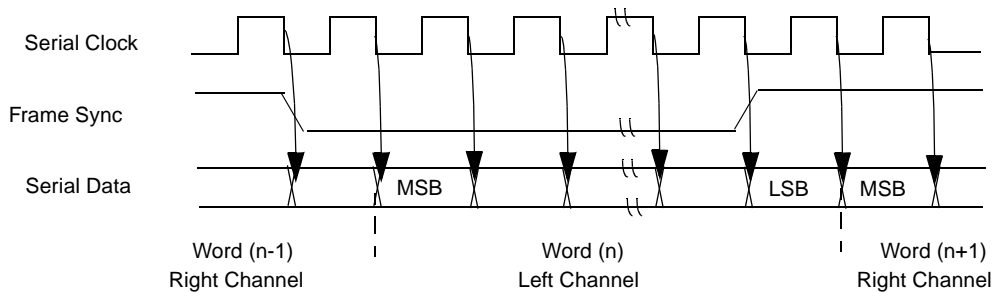 Serial Clock
Frame Sync
Serial Data
MSB
LSB
MSB
Word (n-1)
Right Channel
Word (n)
Left Channel
Word (n+1)
Right Channel